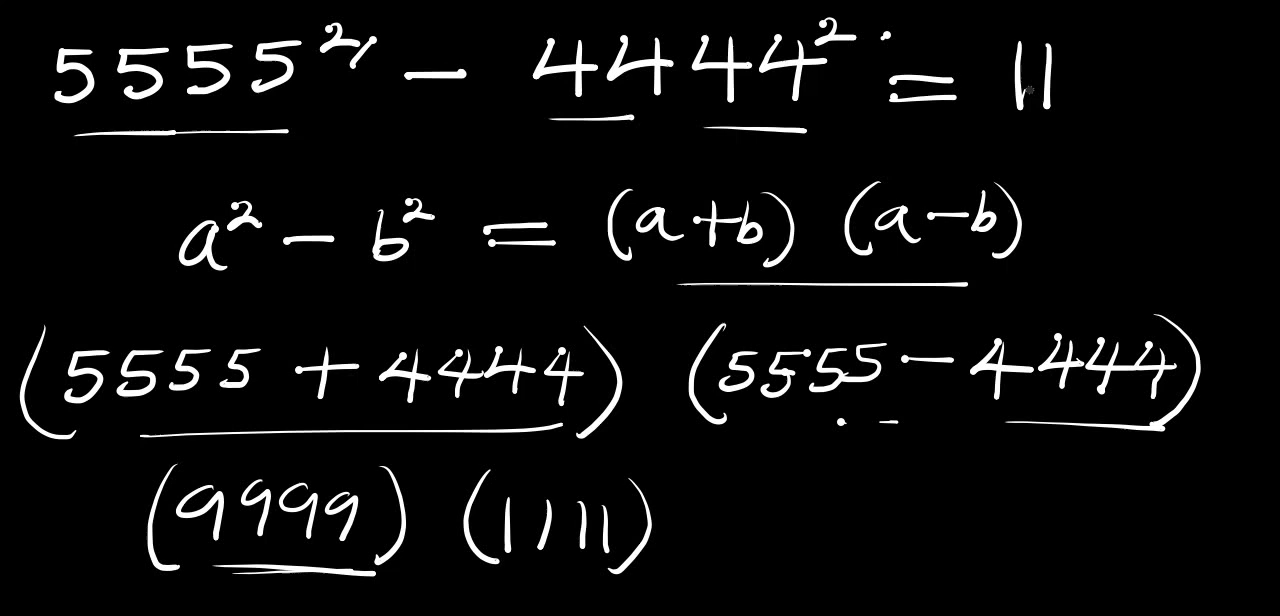 5555² - 4444² = 11
a² - b² = (a+b) (a-b)
(5555 + 4444) (5555 - 4444)
(9999) (1111)